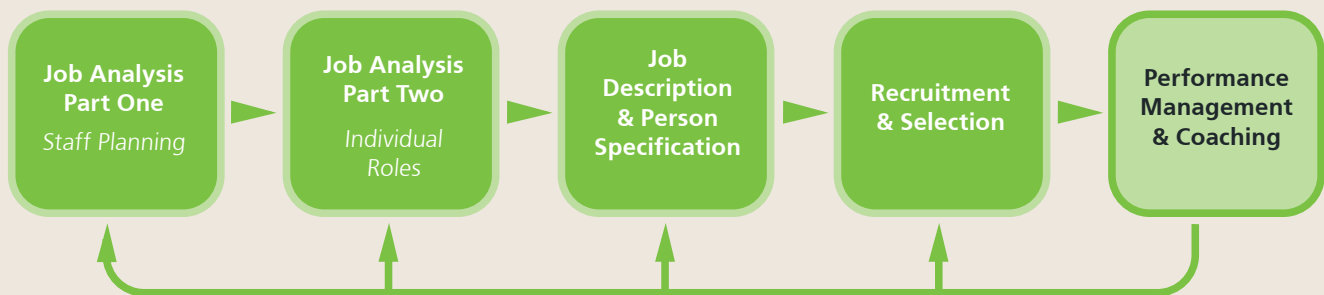 Job Analysis
Part One
Staff Planning
Job Analysis
Part Two
Individual
Roles
Job
Description
& Person
Specification
Recruitment
& Selection
Performance
Management
& Coaching